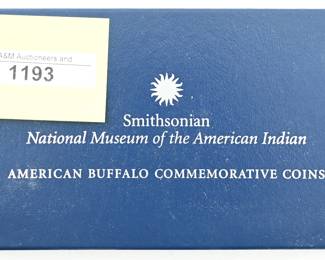 A&M Auctioneers and
1193
Smithsonian
National Museum of the American Indian
AMERICAN BUFFALO COMMEMORATIVE COINS